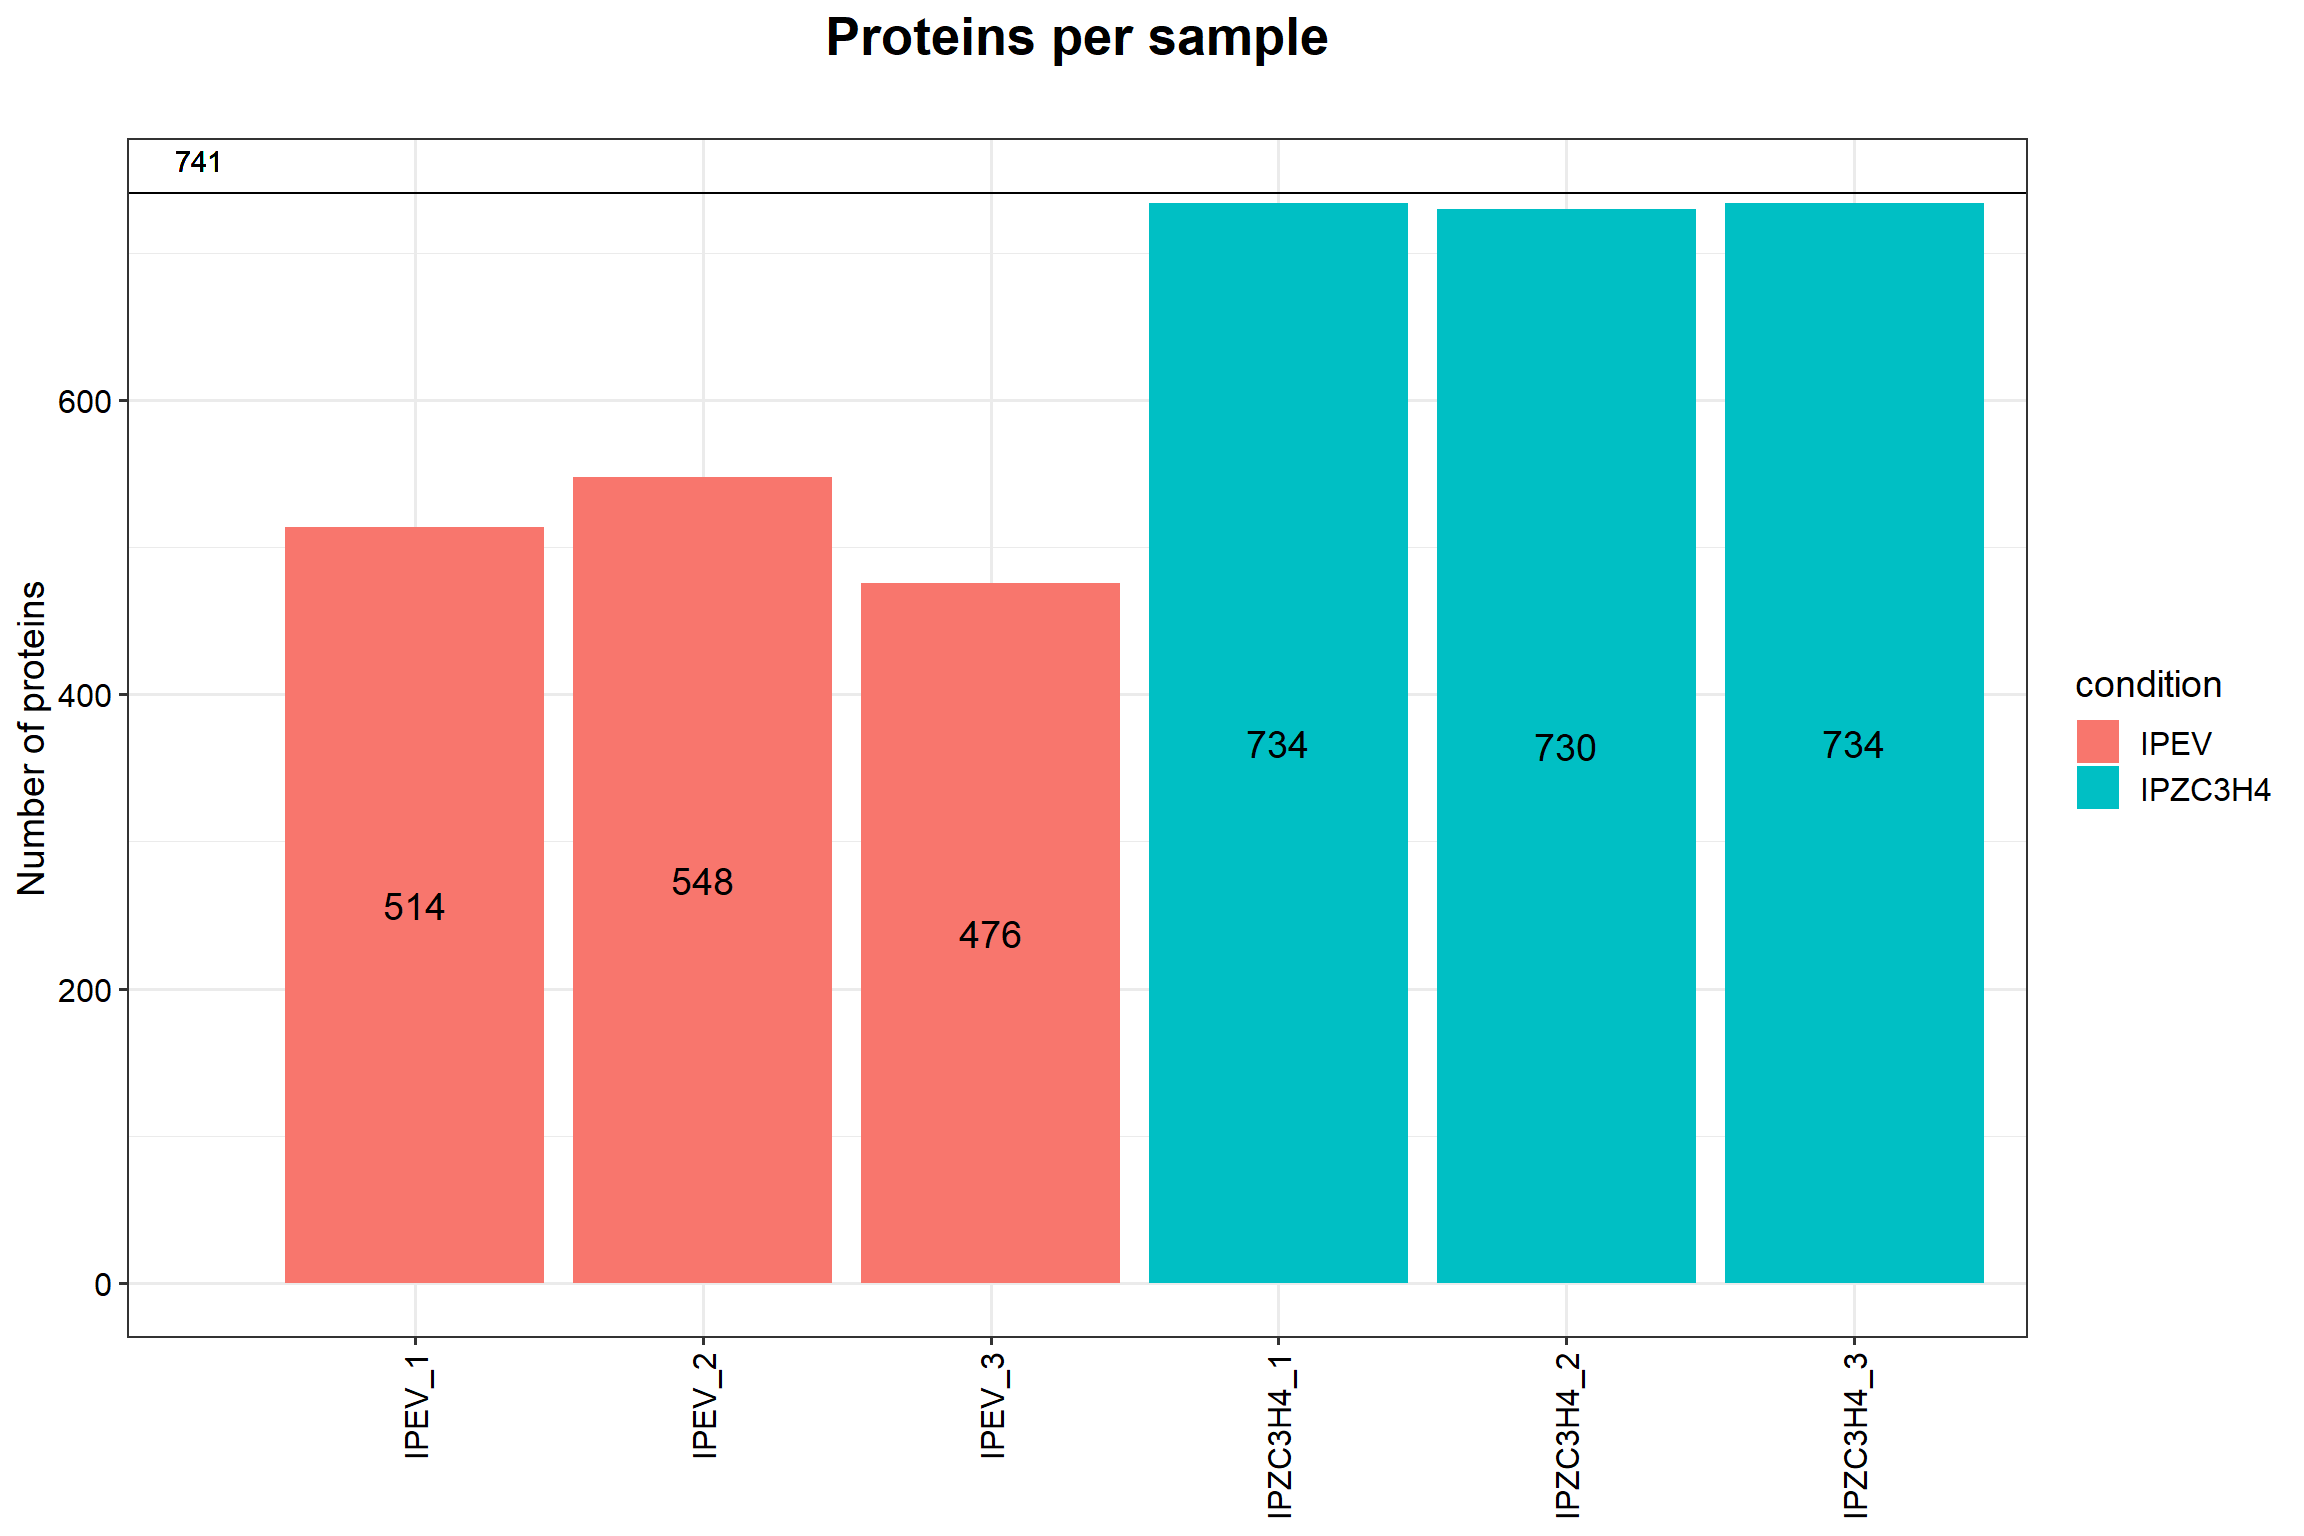 Proteins per sample
741
Number of proteins
600
400
200
0
514
548
476
734
730
734
IPEV_1
IPEV_2
IPEV_3
IPZC3H4_1
IPZC3H4_2
IPZC3H4_3
condition
IPEV
IPZC3H4